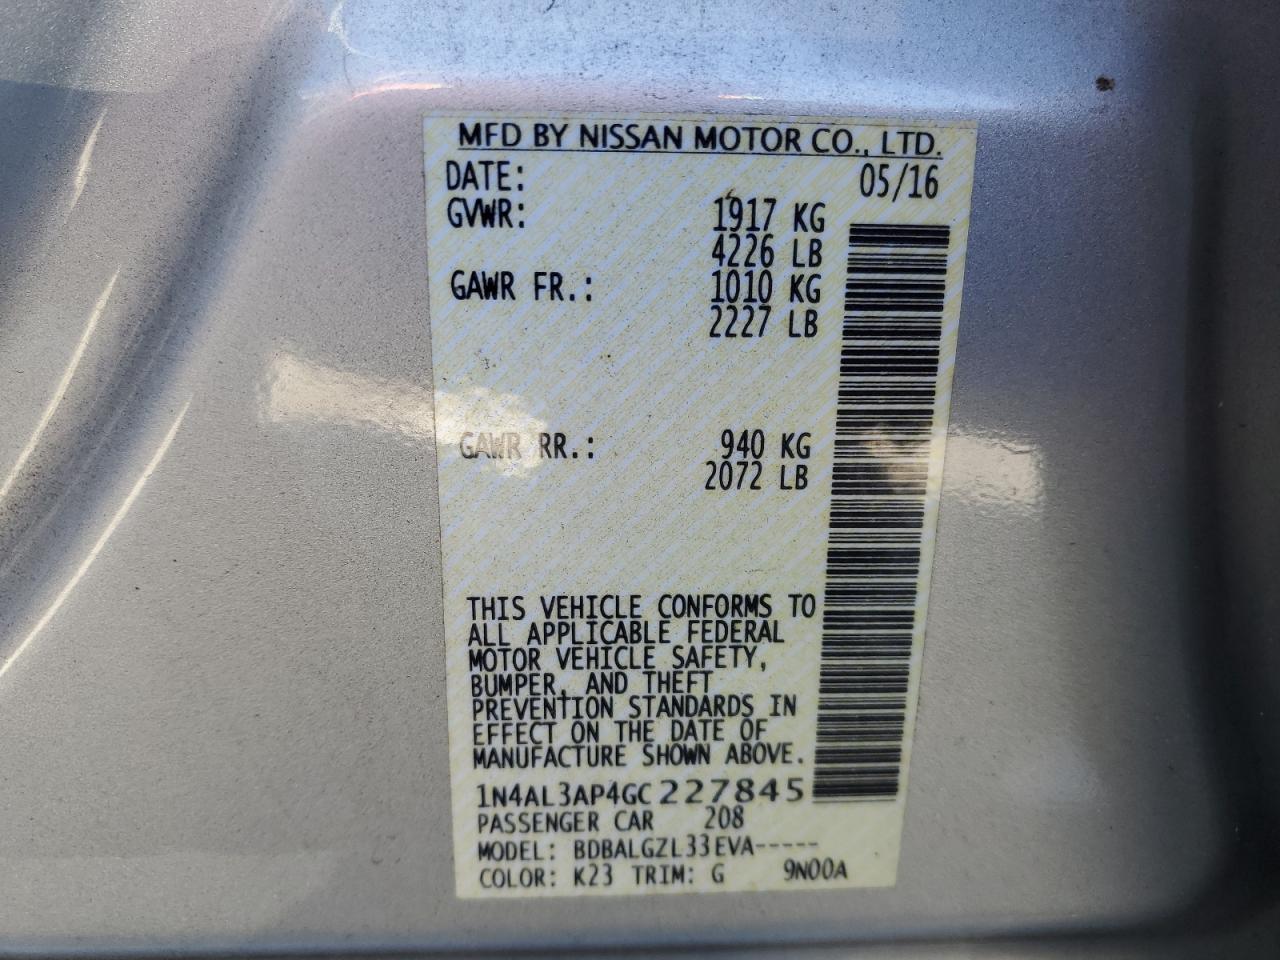 MFD BY NISSAN MOTOR CO., LTD.
DATE: 05/16
GVWR: 1917 KG
4226 LB
GAWR FR.: 1010 KG
2227 LB
GAWR RR.: 940 KG
2072 LB
THIS VEHICLE CONFORMS TO
ALL APPLICABLE FEDERAL
MOTOR VEHICLE SAFETY,
BUMPER, AND THEFT
PREVENTION STANDARDS IN
EFFECT ON THE DATE OF
MANUFACTURE SHOWN ABOVE.
1N4AL3AP4GC227845
PASSENGER CAR 208
MODEL: BDBALGZL33EVA-----
COLOR: K23 TRIM: G 9N00A